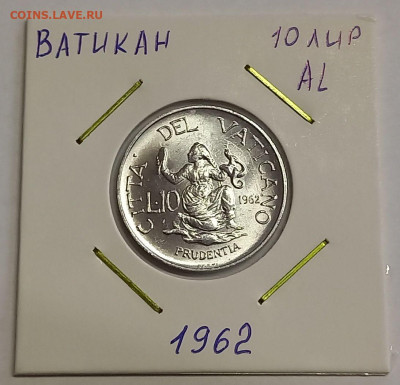 COINS.LAVE.RU
ВАТИКАН
10 ЛИР
AL
CITTA' DEL VATICANO
L.10
1962
PRUDENTIA
1962